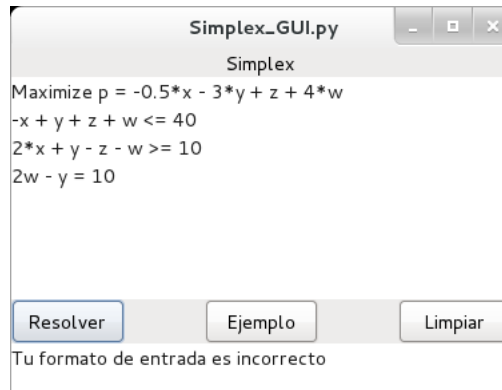 Simplex_GUI.py
Simplex
Maximize p = -0.5*x - 3*y + z + 4*w
-x + y + z + w <= 40
2*x + y - z - w >= 10
2w - y = 10
Resolver Ejemplo Limpiar
Tu formato de entrada es incorrecto